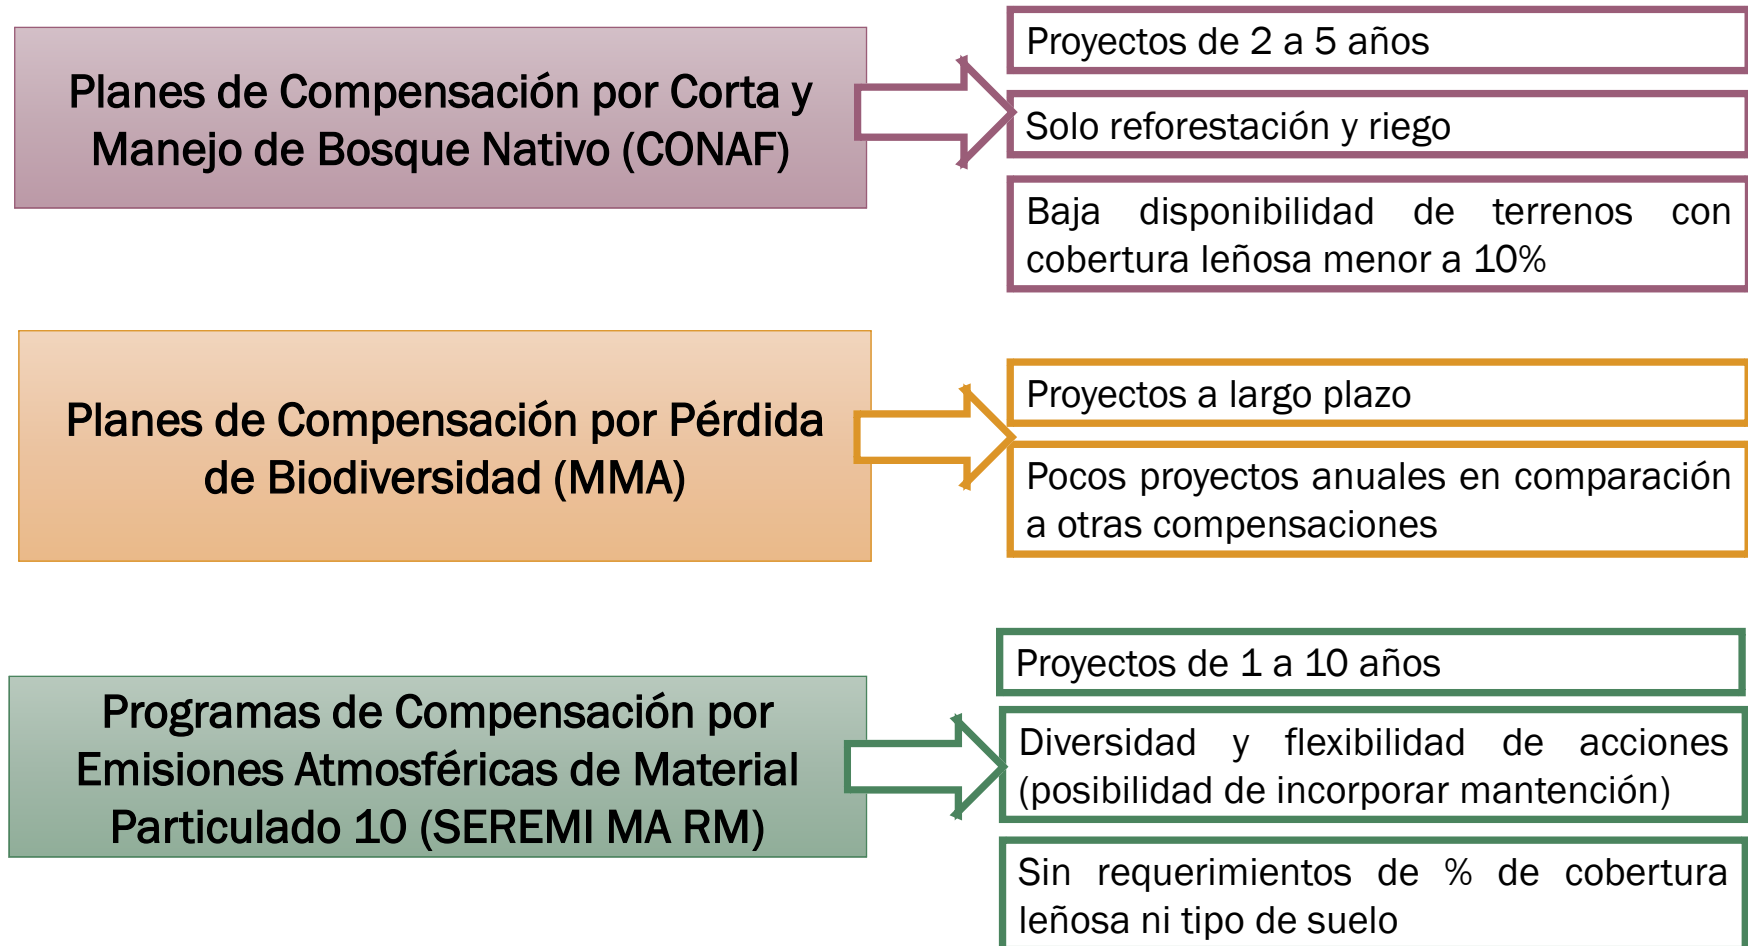 Planes de Compensación por Corta y
Manejo de Bosque Nativo (CONAF)
Proyectos de 2 a 5 años
Solo reforestación y riego
Baja disponibilidad de terrenos con
cobertura leñosa menor a 10%
Planes de Compensación por Pérdida
de Biodiversidad (MMA)
Proyectos a largo plazo
Pocos proyectos anuales en comparación
a otras compensaciones
Programas de Compensación por
Emisiones Atmosféricas de Material
Particulado 10 (SEREMI MA RM)
Proyectos de 1 a 10 años
Diversidad y flexibilidad de acciones
(posibilidad de incorporar mantención)
Sin requerimientos de % de cobertura
leñosa ni tipo de suelo